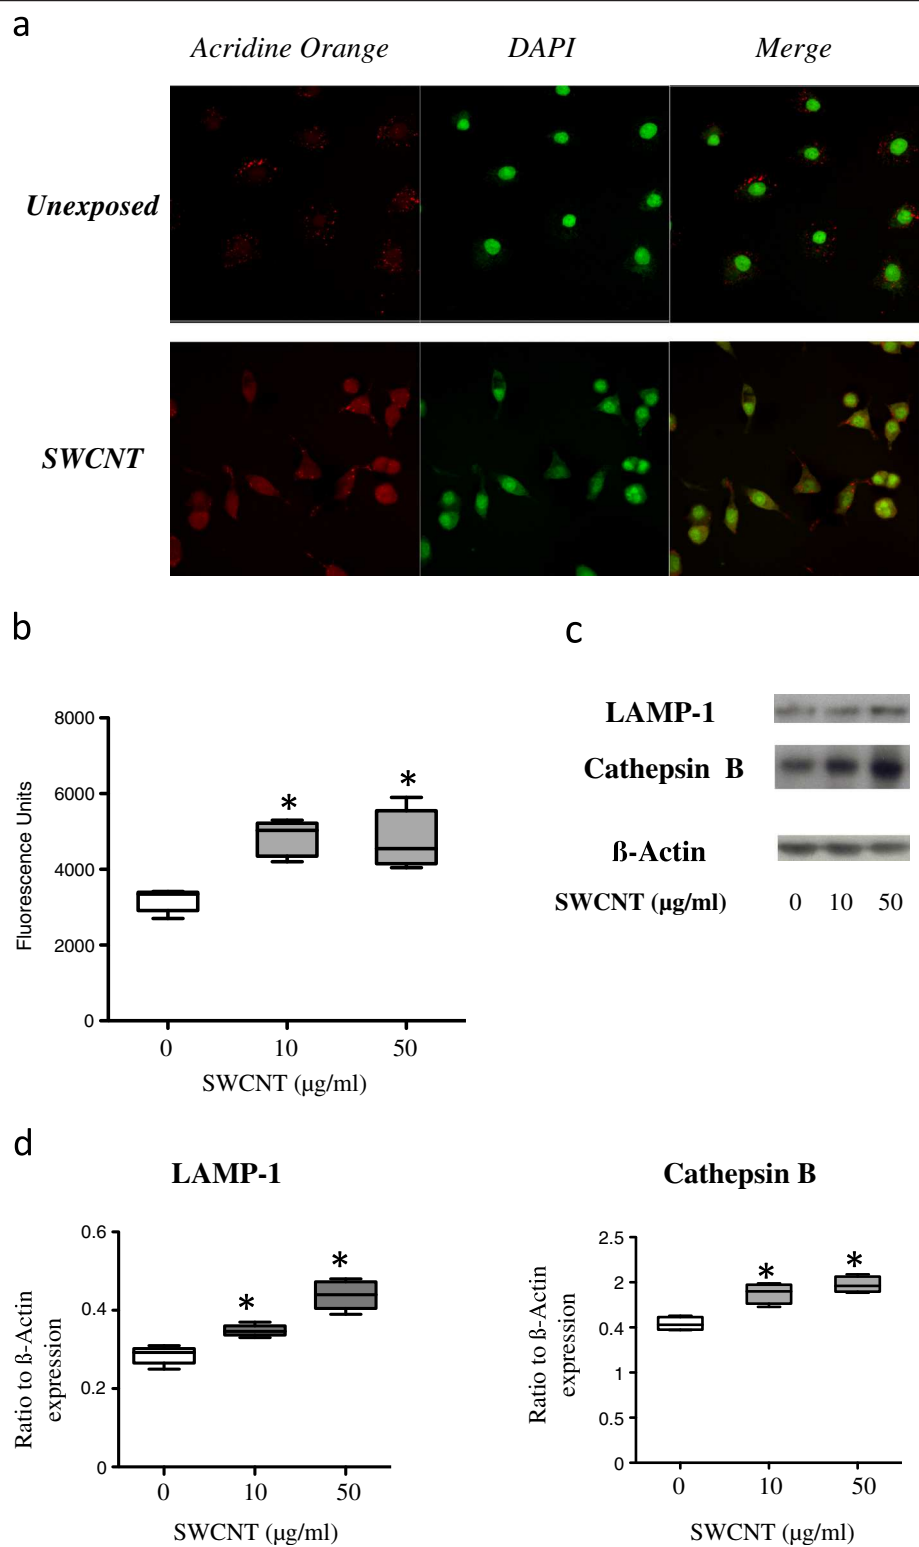 a
Acridine Orange DAPI Merge
Unexposed
SWCNT
b
8000
6000
4000
2000
0
Fluorescence Units
* *
0 10 50
SWCNT (µg/ml)
c
LAMP-1
Cathepsin B
ß-Actin
SWCNT (µg/ml) 0 10 50
d
LAMP-1
0.6
0.4
0.2
0
Ratio to ß-Actin
expression
* *
0 10 50
SWCNT (µg/ml)
Cathepsin B
2.5
2
0.4
1
0.5
0
Ratio to ß-Actin
expression
* *
0 10 50
SWCNT (µg/ml)